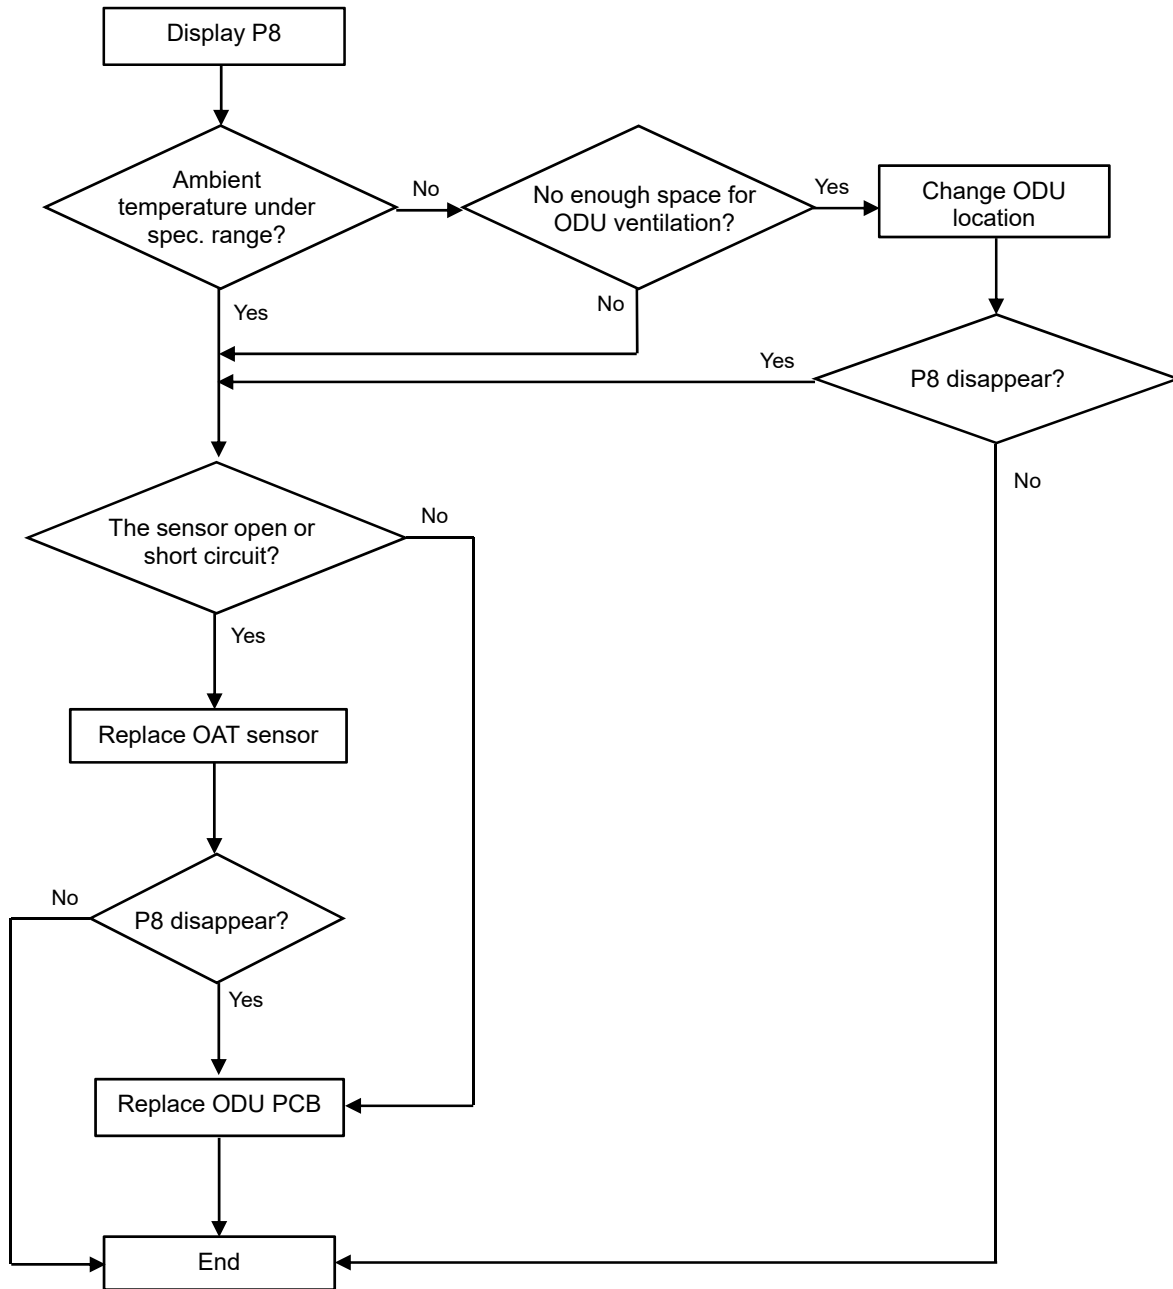 Display P8
Ambient
temperature under
spec. range?
No
No enough space for
ODU ventilation?
Yes
Change ODU
location
Yes
No
Yes
P8 disappear?
No
The sensor open or
short circuit?
No
Yes
Replace OAT sensor
No
P8 disappear?
Yes
Replace ODU PCB
End